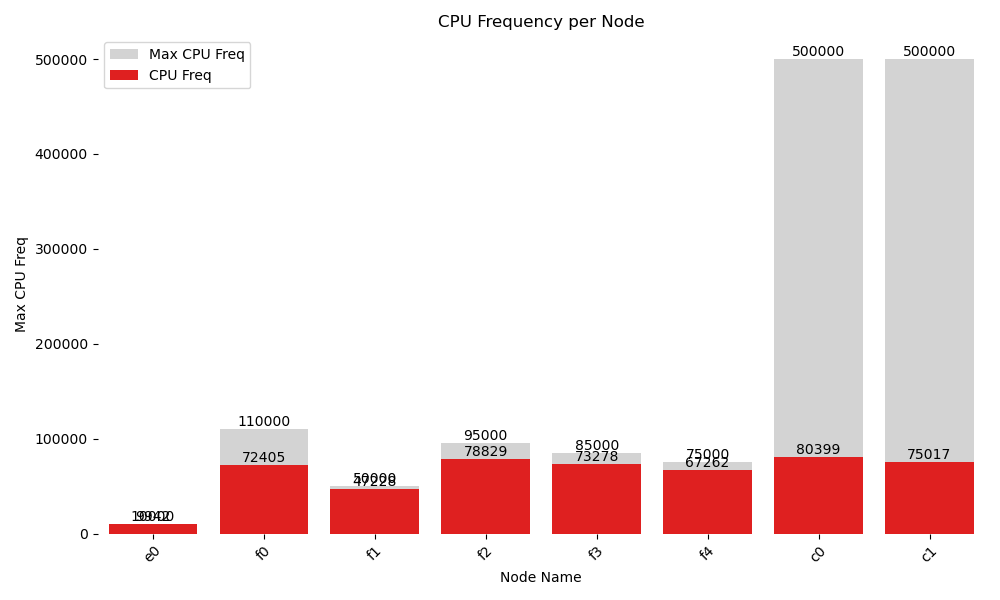 CPU Frequency per Node
Max CPU Freq
CPU Freq
500000
400000
300000
200000
100000
0
Max CPU Freq
500000
500000
110000
95000
85000
75000
50000
10000
72405
47228
78829
73278
67262
80399
75017
e0
f0
f1
f2
f3
f4
c0
c1
Node Name